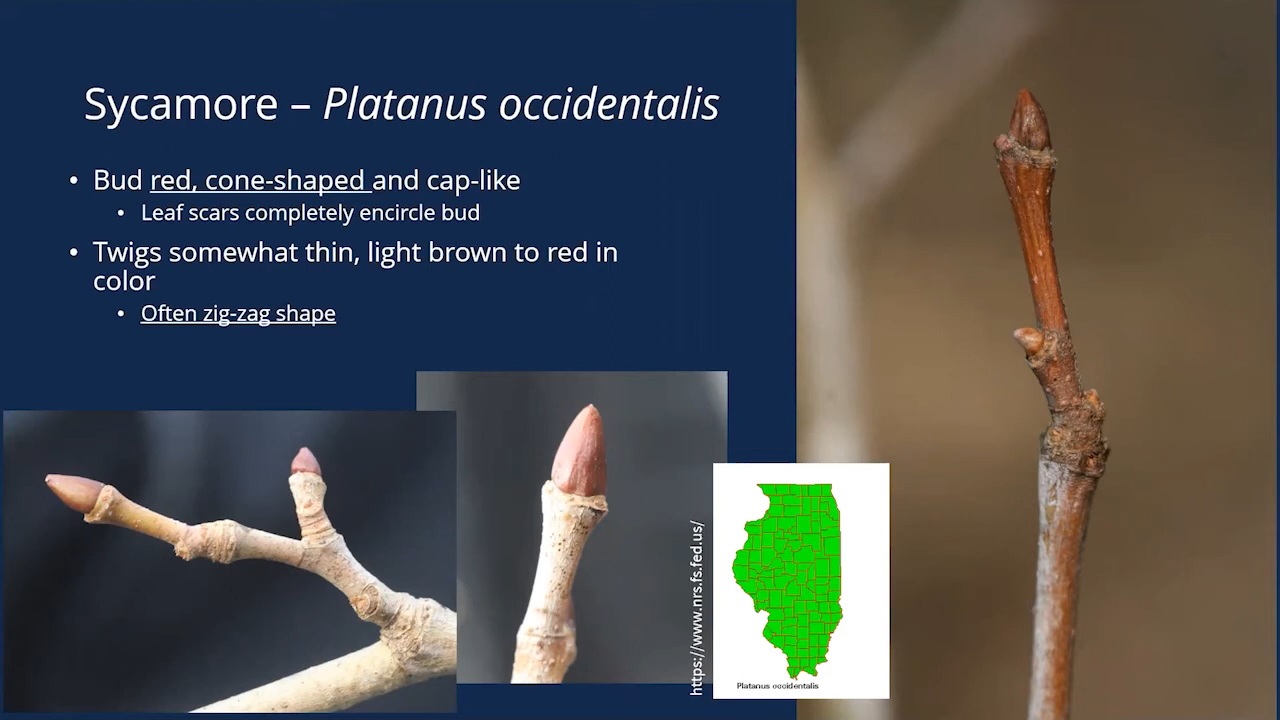 Sycamore – Platanus occidentalis
• Bud red, cone-shaped and cap-like
• Leaf scars completely encircle bud
• Twigs somewhat thin, light brown to red in
color
• Often zig-zag shape
https://www.nrs.fs.fed.us/
Platanus occidentalis